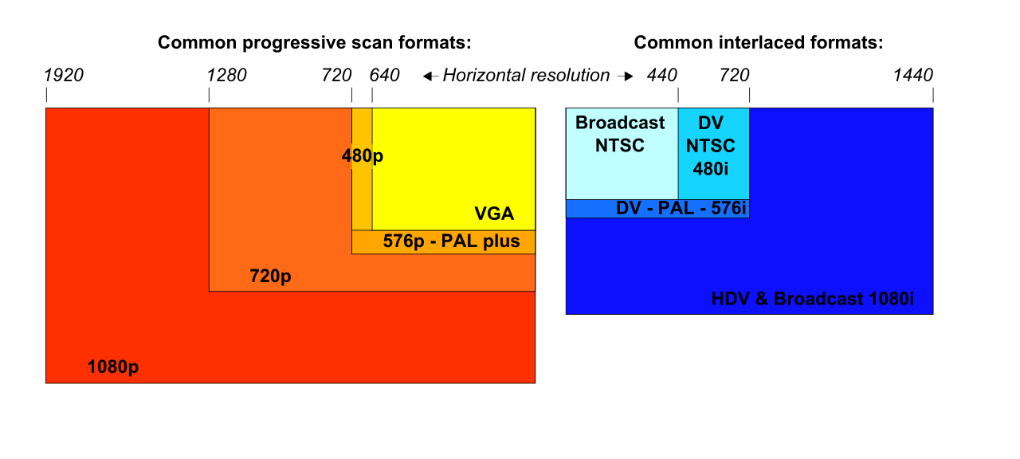 Common progressive scan formats:
Common interlaced formats:
1920 1280 720 640 Horizontal resolution 440 720 1440
Broadcast
NTSC
DV
NTSC
480i
480p
VGA
DV - PAL - 576i
576p - PAL plus
720p
HDV & Broadcast 1080i
1080p